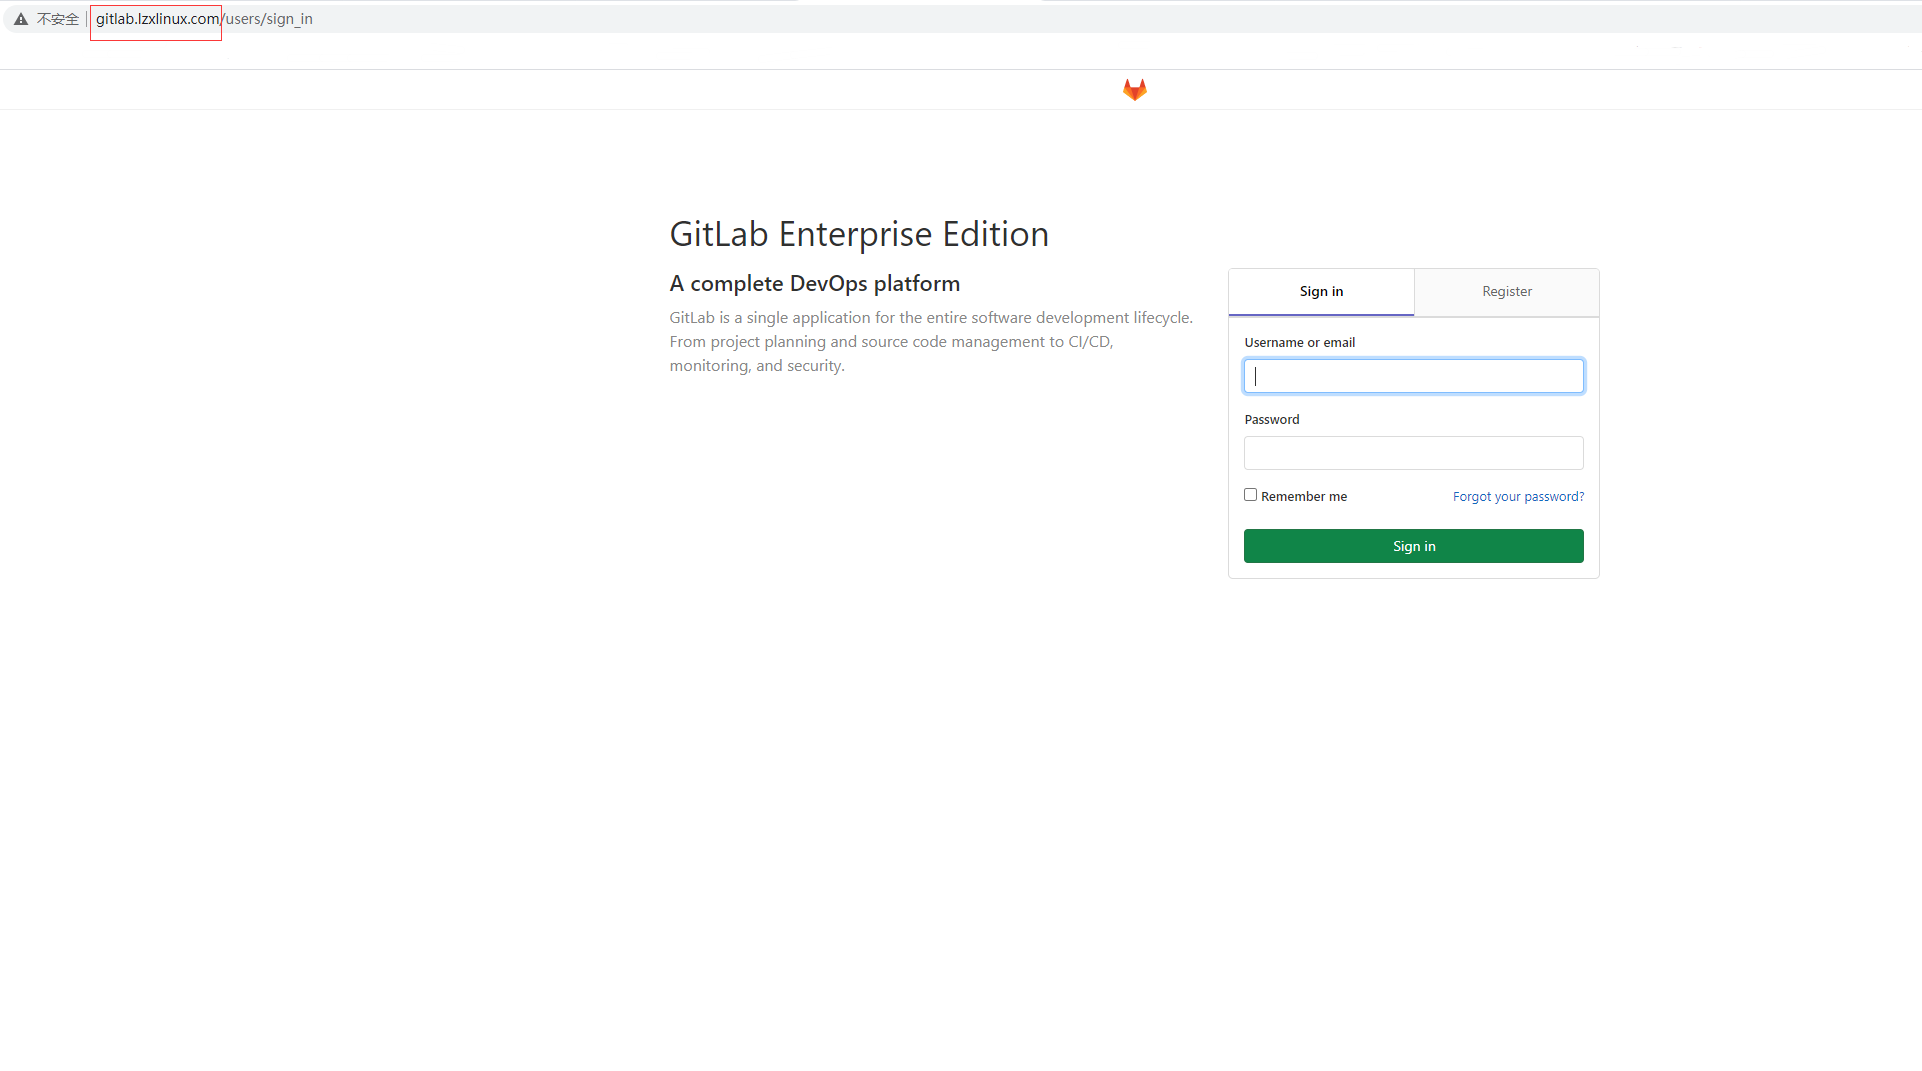 不安全 | gitlab.lzxlinux.com/users/sign_in
GitLab Enterprise Edition
A complete DevOps platform
GitLab is a single application for the entire software development lifecycle.
From project planning and source code management to CI/CD,
monitoring, and security.
Sign in
Register
Username or email
Password
Remember me
Forgot your password?
Sign in